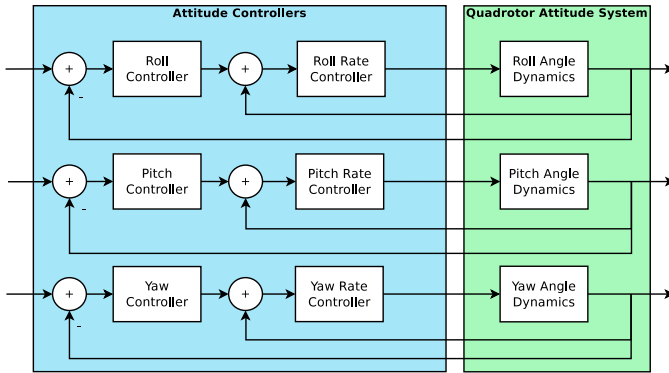 Attitude Controllers
Quadrotor Attitude System
+
Roll
Controller
+
Roll Rate
Controller
Roll Angle
Dynamics
-
+
Pitch
Controller
+
Pitch Rate
Controller
Pitch Angle
Dynamics
-
+
Yaw
Controller
+
Yaw Rate
Controller
Yaw Angle
Dynamics
-